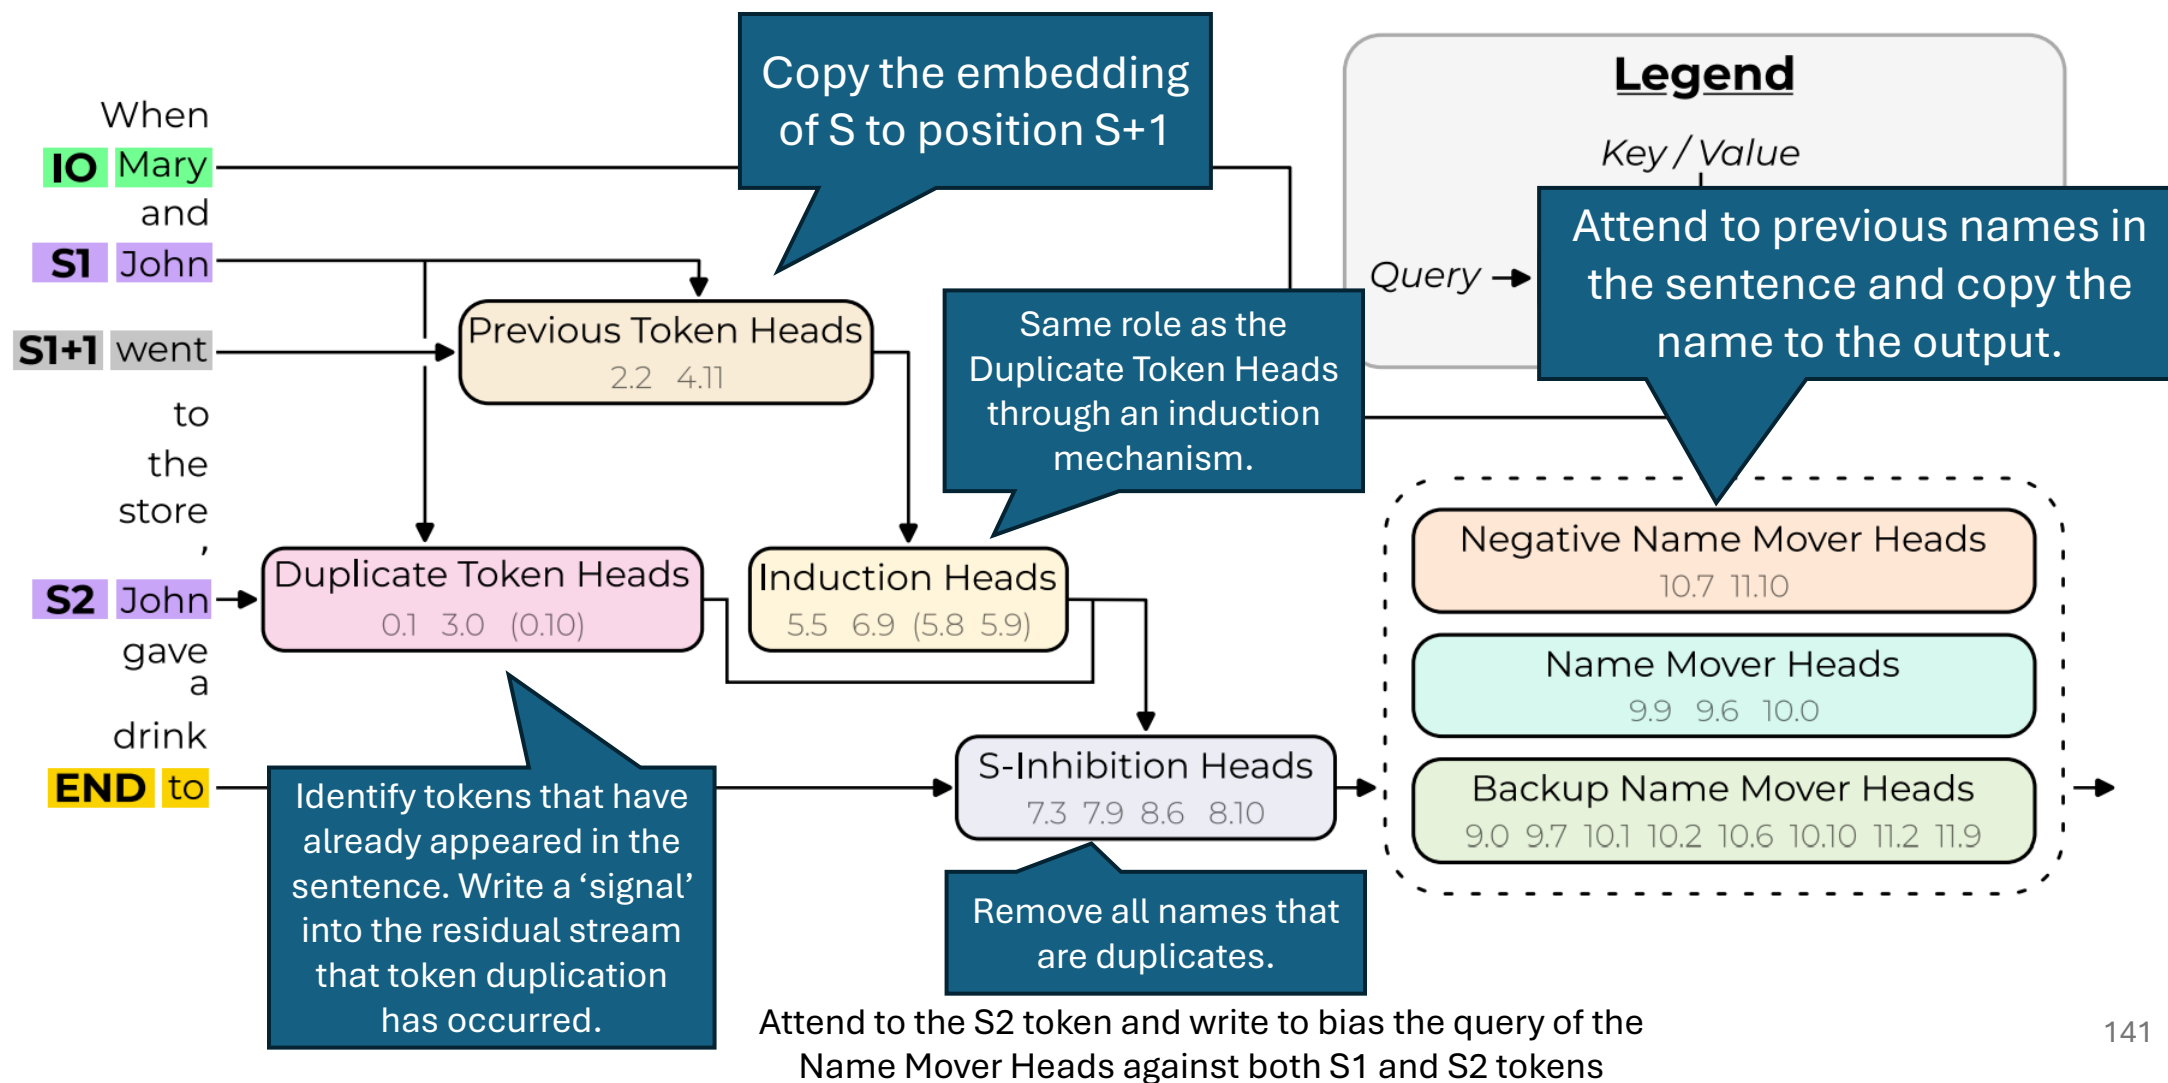 When
IO Mary
and
S1 John
S1+1 went
to
the
store
,
S2 John
gave
a
drink
END to
Copy the embedding
of S to position S+1
Legend
Key / Value
Query
Attend to previous names in
the sentence and copy the
name to the output.
Previous Token Heads
2.2 4.11
Same role as the
Duplicate Token Heads
through an induction
mechanism.
Duplicate Token Heads
0.1 3.0 (0.10)
Induction Heads
5.5 6.9 (5.8 5.9)
Negative Name Mover Heads
10.7 11.10
Name Mover Heads
9.9 9.6 10.0
Backup Name Mover Heads
9.0 9.7 10.1 10.2 10.6 10.10 11.2 11.9
S-Inhibition Heads
7.3 7.9 8.6 8.10
Identify tokens that have
already appeared in the
sentence. Write a ‘signal’
into the residual stream
that token duplication
has occurred.
Remove all names that
are duplicates.
Attend to the S2 token and write to bias the query of the
Name Mover Heads against both S1 and S2 tokens
141